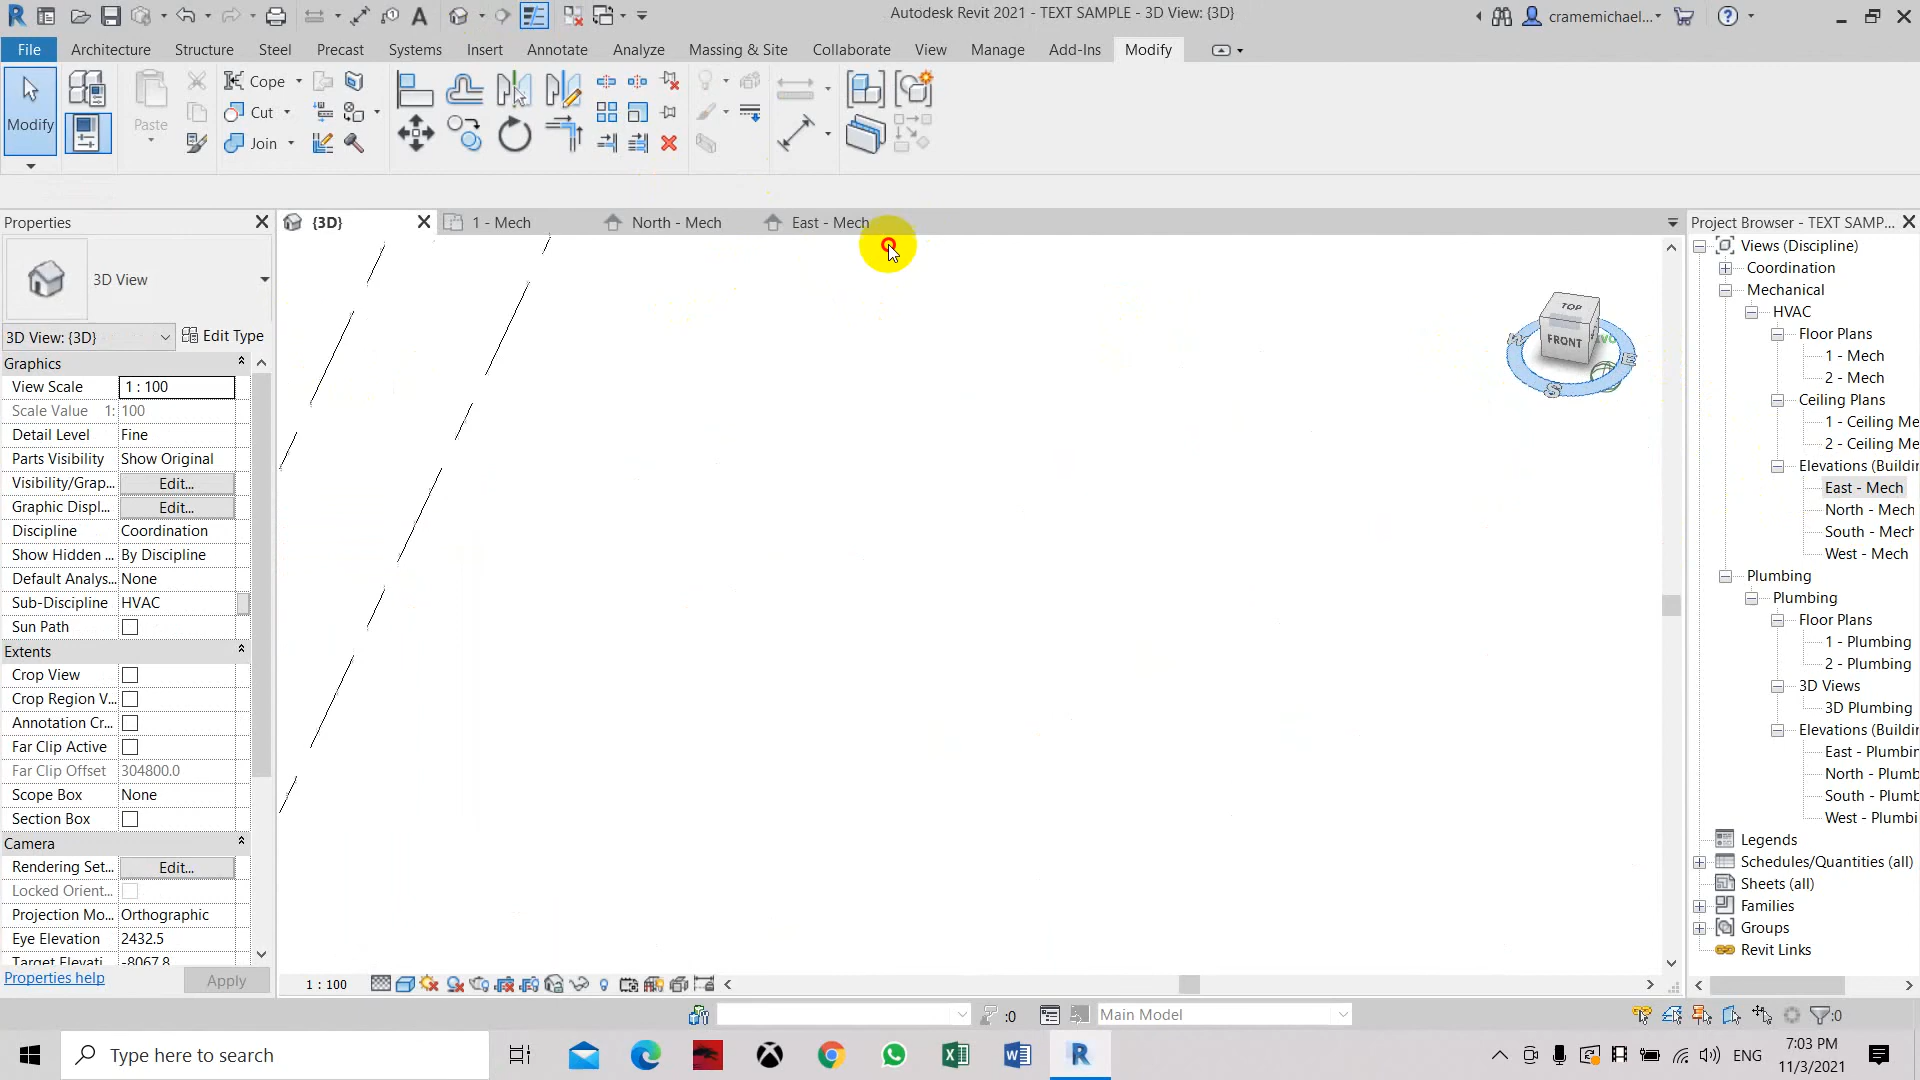 Autodesk Revit 2021 - TEXT SAMPLE - 3D View: {3D}
cramemichael...
File Architecture Structure Steel Precast Systems Insert Annotate Analyze Massing & Site Collaborate View Manage Add-Ins Modify
Modify
Paste
Cope
Cut
Join
Properties
{3D}
1 - Mech
North - Mech
East - Mech
Project Browser - TEXT SAMP...
3D View
3D View: {3D}
Edit Type
Graphics
View Scale 1 : 100
Scale Value 1: 100
Detail Level Fine
Parts Visibility Show Original
Visibility/Grap... Edit...
Graphic Displ... Edit...
Discipline Coordination
Show Hidden ... By Discipline
Default Analys... None
Sub-Discipline HVAC
Sun Path
Extents
Crop View
Crop Region V...
Annotation Cr...
Far Clip Active
Far Clip Offset 304800.0
Scope Box None
Section Box
Camera
Rendering Set... Edit...
Locked Orient...
Projection Mo... Orthographic
Eye Elevation 2432.5
Target Elevati... -8067.8
Properties help
Apply
TOP
FRONT
W
S
E
Views (Discipline)
Coordination
Mechanical
HVAC
Floor Plans
1 - Mech
2 - Mech
Ceiling Plans
1 - Ceiling Me
2 - Ceiling Me
Elevations (Buildin
East - Mech
North - Mech
South - Mech
West - Mech
Plumbing
Plumbing
Floor Plans
1 - Plumbing
2 - Plumbing
3D Views
3D Plumbing
Elevations (Buildir
East - Plumbin
North - Plumb
South - Plumb
West - Plumbi
Legends
Schedules/Quantities (all)
Sheets (all)
Families
Groups
Revit Links
1 : 100
:0
Main Model
:0
Type here to search
ENG
7:03 PM
11/3/2021